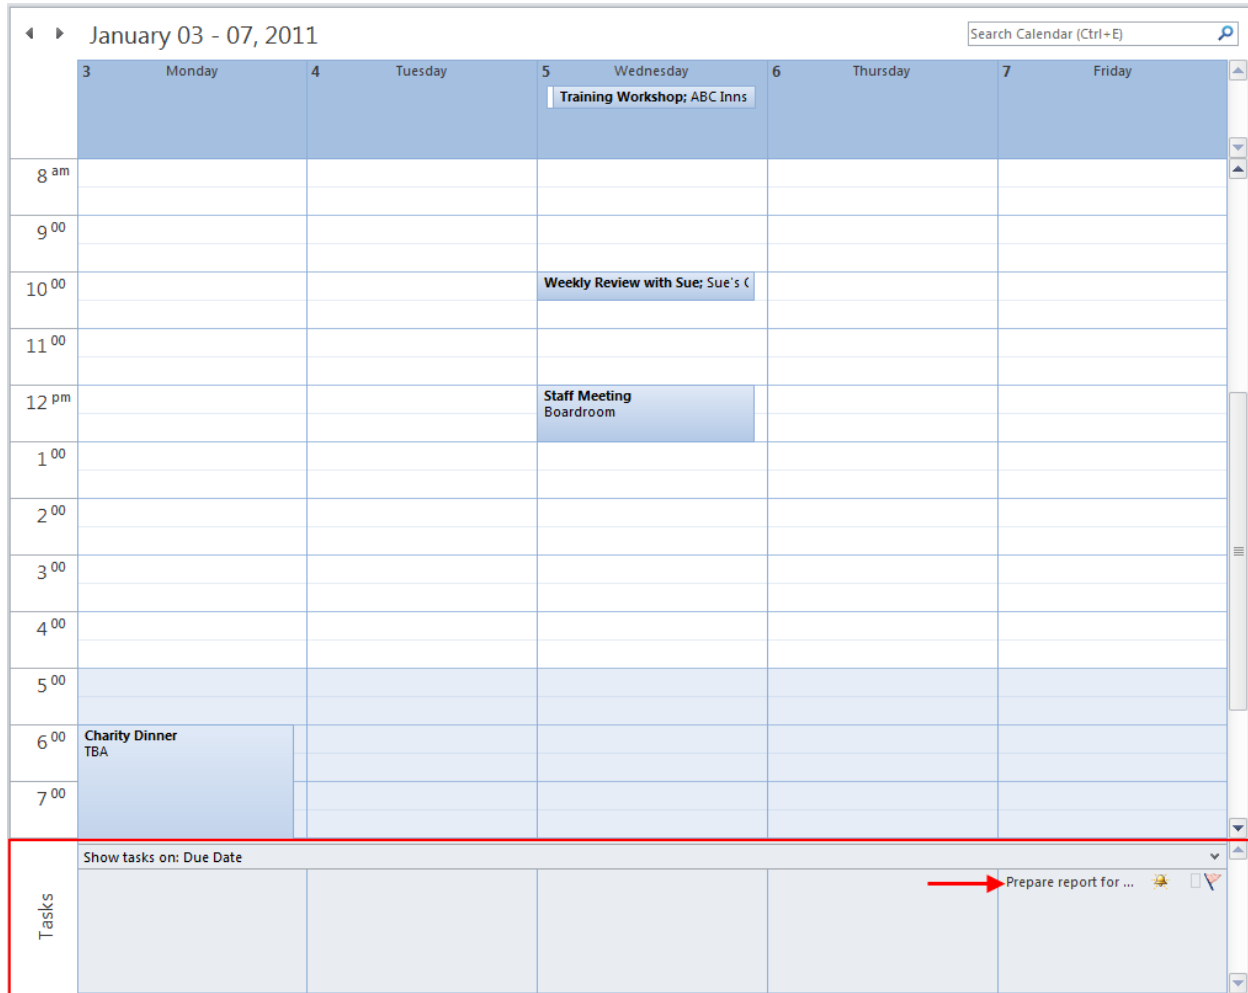 January 03 - 07, 2011
Search Calendar (Ctrl+E)
3 Monday 4 Tuesday 5 Wednesday 6 Thursday 7 Friday
Training Workshop; ABC Inns
8 am
9 00
10 00 Weekly Review with Sue; Sue's
11 00
12 pm Staff Meeting
Boardroom
1 00
2 00
3 00
4 00
5 00
6 00 Charity Dinner
TBA
7 00
Show tasks on: Due Date
Tasks
Prepare report for ...